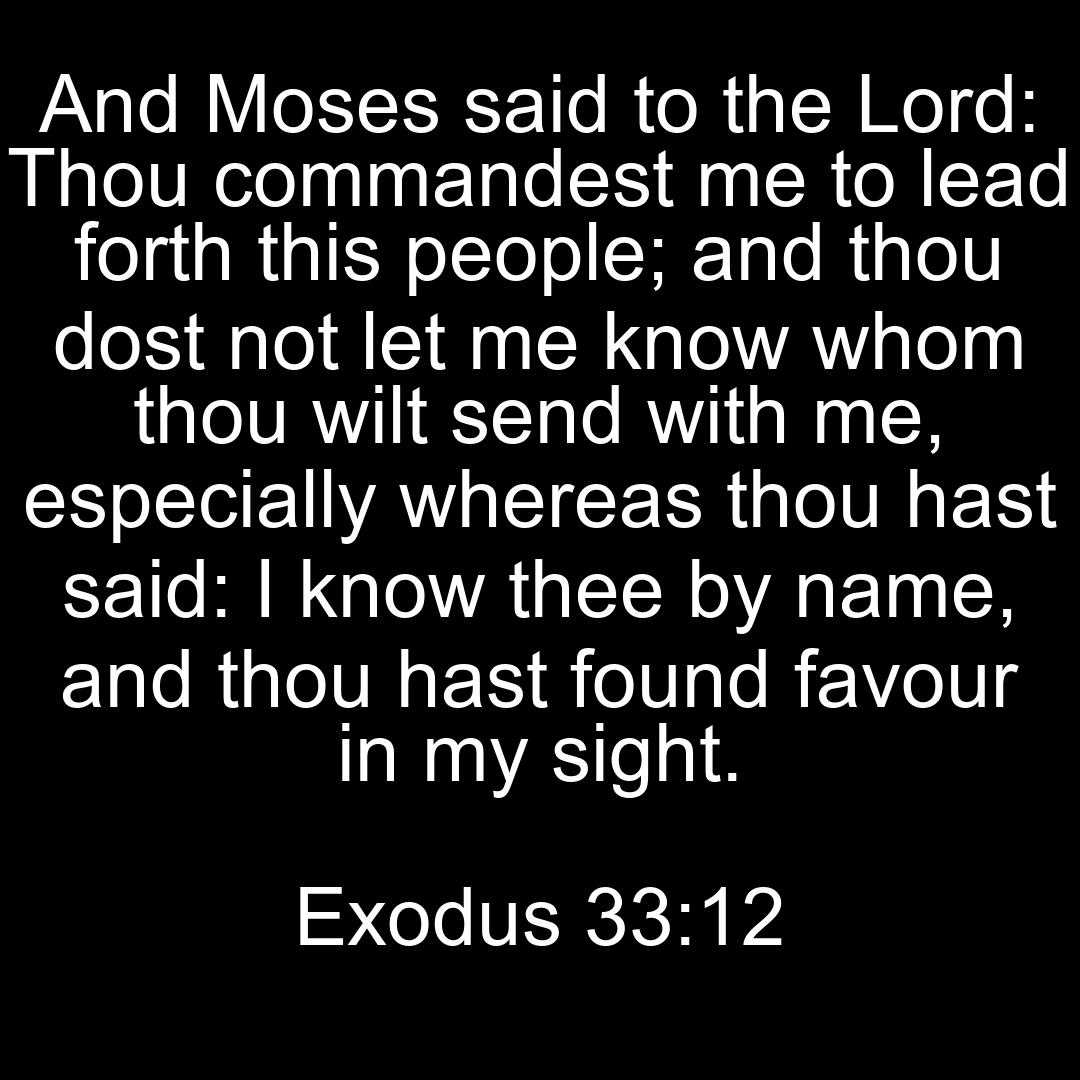 And Moses said to the Lord:
Thou commandest me to lead
forth this people; and thou
dost not let me know whom
thou wilt send with me,
especially whereas thou hast
said: I know thee by name,
and thou hast found favour
in my sight.
Exodus 33:12